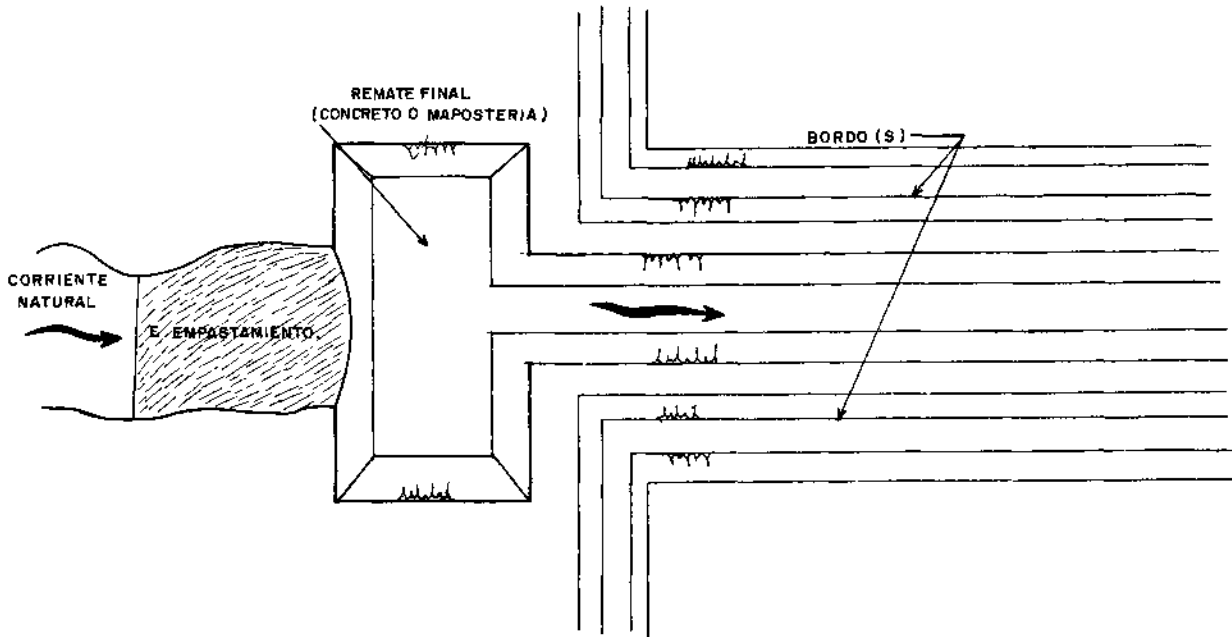 REMATE FINAL
(CONCRETO O MAPOSTERIA)
BORDO (S)
CORRIENTE
NATURAL
E EMPASTAMIENTO.